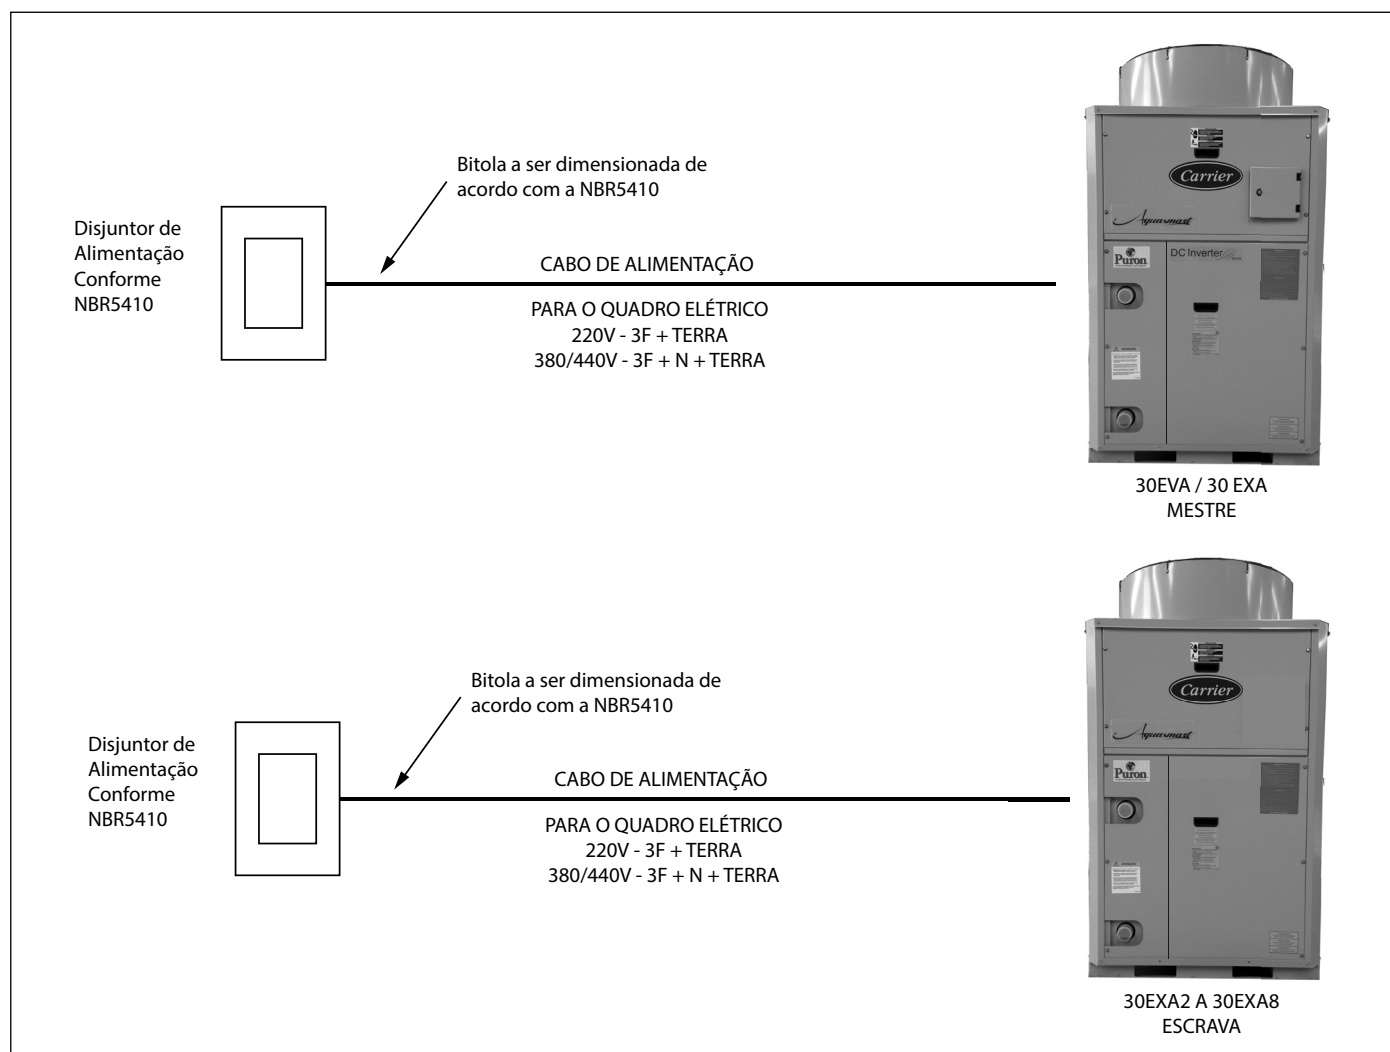 Bitola a ser dimensionada de
acordo com a NBR5410
Disjuntor de
Alimentação
Conforme
NBR5410
CABO DE ALIMENTAÇÃO
PARA O QUADRO ELÉTRICO
220V - 3F + TERRA
380/440V - 3F + N + TERRA
Carrier
Aquasmart
Puron
DC Inverter
30EVA / 30 EXA
MESTRE
Bitola a ser dimensionada de
acordo com a NBR5410
Disjuntor de
Alimentação
Conforme
NBR5410
CABO DE ALIMENTAÇÃO
PARA O QUADRO ELÉTRICO
220V - 3F + TERRA
380/440V - 3F + N + TERRA
Carrier
Aquasmart
Puron
30EXA2 A 30EXA8
ESCRAVA